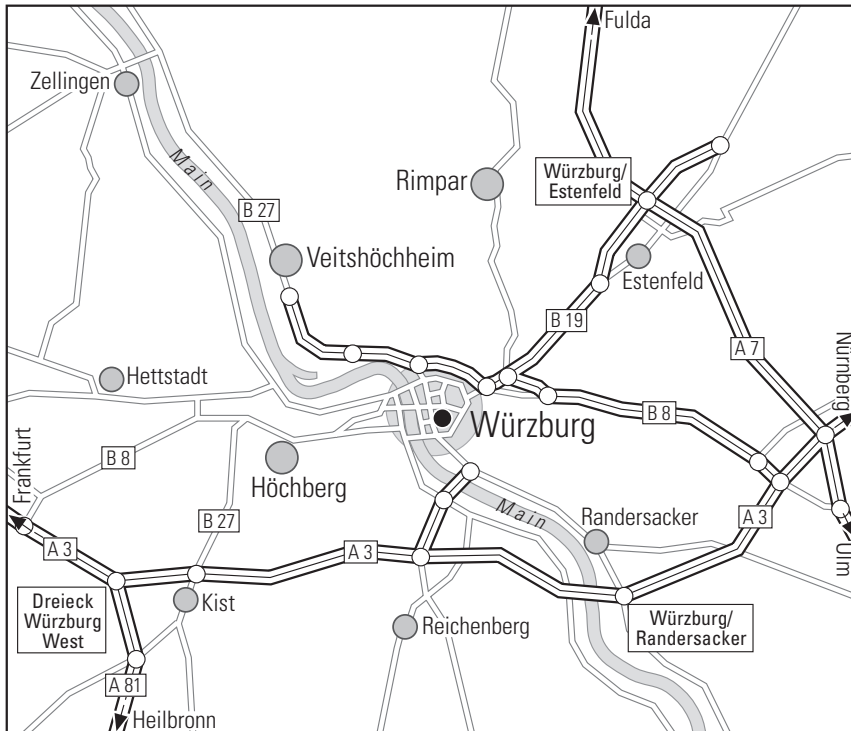 Fulda
Zellingen
Main
Rimpar
Würzburg/
Estenfeld
B 27
Veitshöchheim
Estenfeld
B 19
A 7
Nürnberg
Hettstadt
Würzburg
B 8
B 8
Frankfurt
Höchberg
B 27
Main
Randersacker
A 3
A 3
A 3
Ulm
Dreieck
Würzburg
West
Kist
Reichenberg
Würzburg/
Randersacker
A 81
Heilbronn